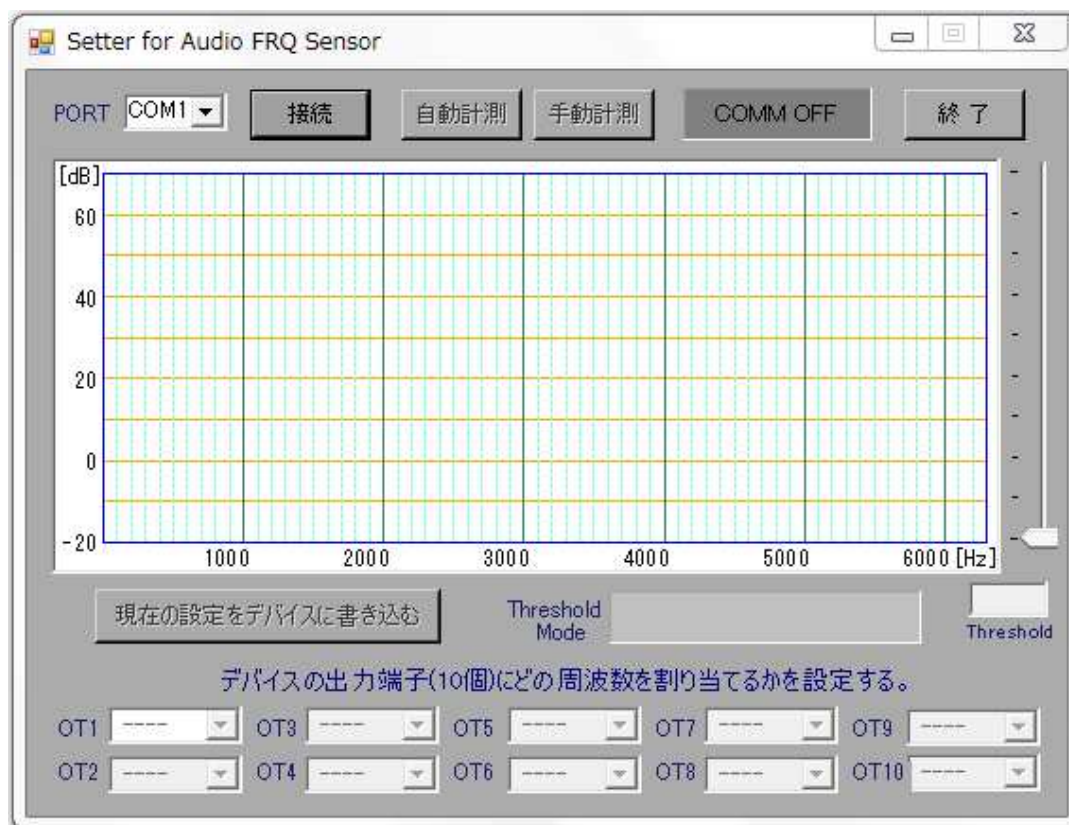 Setter for Audio FRQ Sensor
PORT COM1 接続 自動計測 手動計測 COMM OFF 終了
[dB]
60
40
20
0
-20
1000 2000 3000 4000 5000 6000 [Hz]
現在の設定をデバイスに書き込む
Threshold
Mode
Threshold
デバイスの出力端子(10個)にどの周波数を割り当てるかを設定する。
OT1 ---- OT3 ---- OT5 ---- OT7 ---- OT9 ----
OT2 ---- OT4 ---- OT6 ---- OT8 ---- OT10 ----